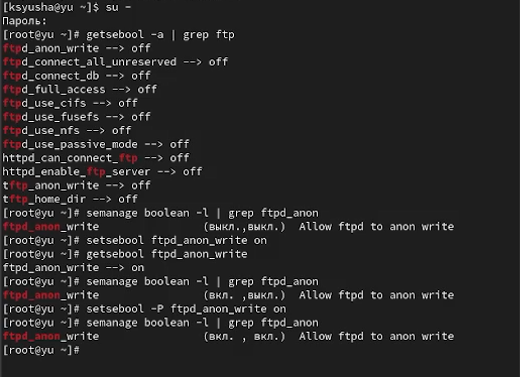 [ksyusha@yu ~]$ su -
Пароль:
[root@yu ~]# getsebool -a | grep ftp
ftpd_anon_write --> off
ftpd_connect_all_unreserved --> off
ftpd_connect_db --> off
ftpd_full_access --> off
ftpd_use_cifs --> off
ftpd_use_fusefs --> off
ftpd_use_nfs --> off
ftpd_use_passive_mode --> off
httpd_can_connect_ftp --> off
httpd_enable_ftp_server --> off
tftp_anon_write --> off
tftp_home_dir --> off
[root@yu ~]# semanage boolean -l | grep ftpd_anon
ftpd_anon_write                (выкл.,выкл.)  Allow ftpd to anon write
[root@yu ~]# setsebool ftpd_anon_write on
[root@yu ~]# getsebool ftpd_anon_write
ftpd_anon_write --> on
[root@yu ~]# semanage boolean -l | grep ftpd_anon
ftpd_anon_write                (вкл. ,выкл.)  Allow ftpd to anon write
[root@yu ~]# setsebool -P ftpd_anon_write on
[root@yu ~]# semanage boolean -l | grep ftpd_anon
ftpd_anon_write                (вкл. , вкл.)  Allow ftpd to anon write
[root@yu ~]#